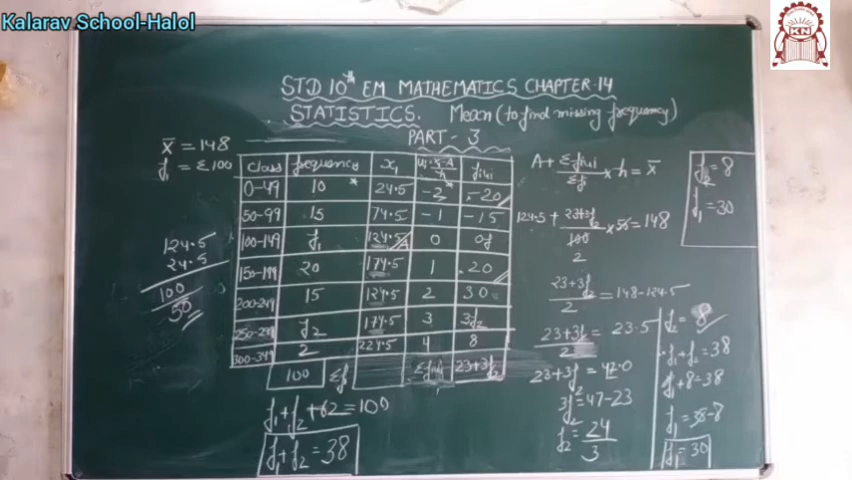 Kalarav School-Halol
KN
STD 10th EM MATHEMATICS CHAPTER-14
STATISTICS. Mean (to find missing frequency)
PART - 3
x̄ = 148
f₁ = Σ100
124.5
24.5
100
50
Class frequency x₁ uᵢ=xᵢ-A/h fᵢuᵢ
0-49 10 * 24.5 -2 * -20
50-99 15 74.5 -1 -15
100-149 f₁ 124.5 A 0 0f
150-199 20 174.5 1 .20
200-249 15 124.5 2 30
250-299 f₂ 174.5 3 3f₂
300-349 2 224.5 4 8
100 Σf Σfᵢuᵢ 23+3f₂
f₁+f₂+62=100
f₁+f₂=38
A + Σfᵢuᵢ/Σfᵢ × h = x̄
124.5 + 23+3f₂/100 × 50 = 148
2
23+3f₂/2 = 148-124.5
23+3f/2 = 23.5
23+3f₂ = 42.0
3f₂=47-23
f₂ = 24/3
f₂ = 8
f₁+f₂=38
f₁+8=38
f₁ = 38-8
f₁ = 30
f₂ = 8
f₁ = 30